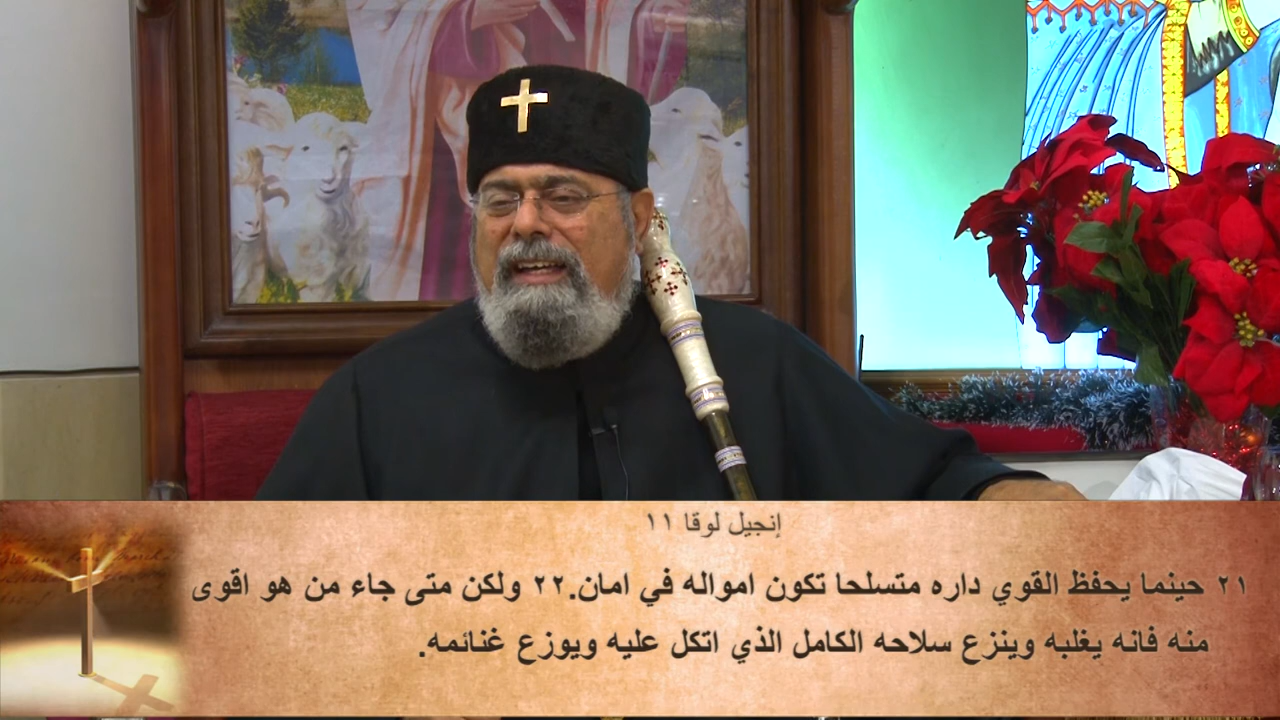 إنجيل لوقا ١١
٢١ حينما يحفظ القوي داره متسلحا تكون امواله في امان.٢٢ ولكن متى جاء من هو اقوى
منه فانه يغلبه وينزع سلاحه الكامل الذي اتكل عليه ويوزع غنائمه.